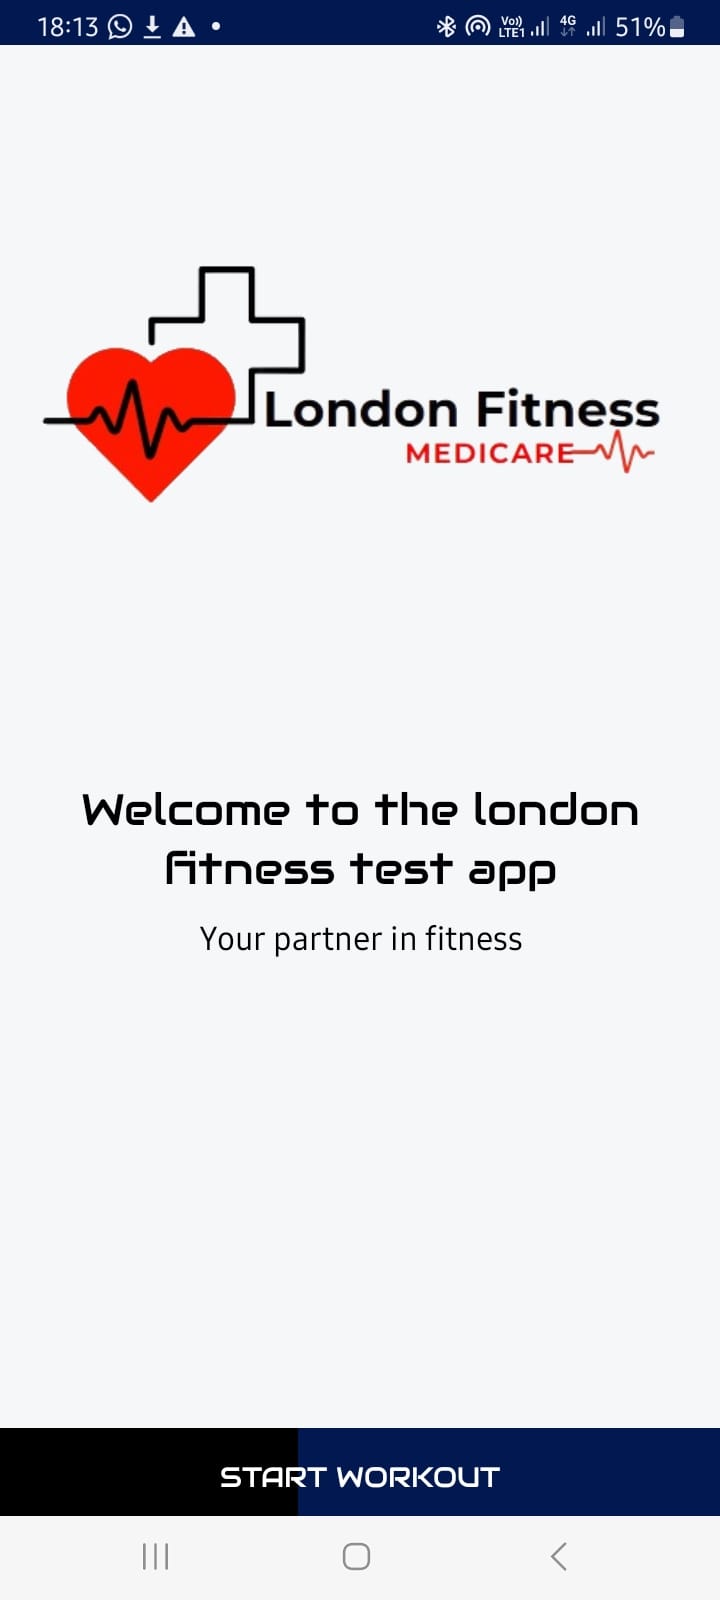 18:13
Vo)) 4G 51%
LTE1
London Fitness
MEDICARE
Welcome to the london
fitness test app
Your partner in fitness
START WORKOUT